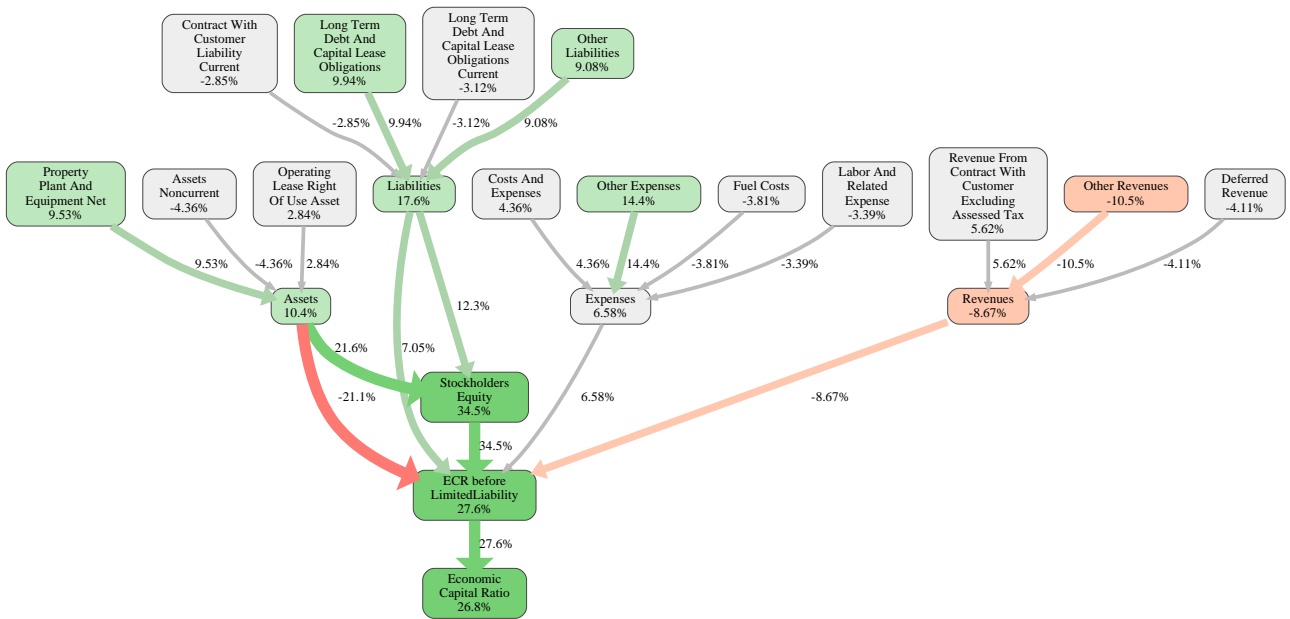 Contract With
Customer
Liability
Current
-2.85%
Long Term
Debt And
Capital Lease
Obligations
9.94%
Long Term
Debt And
Capital Lease
Obligations
Current
-3.12%
Other
Liabilities
9.08%
-2.85%
9.94%
-3.12%
9.08%
Property
Plant And
Equipment Net
9.53%
Assets
Noncurrent
-4.36%
Operating
Lease Right
Of Use Asset
2.84%
Liabilities
17.6%
Costs And
Expenses
4.36%
Other Expenses
14.4%
Fuel Costs
-3.81%
Labor And
Related
Expense
-3.39%
Revenue From
Contract With
Customer
Excluding
Assessed Tax
5.62%
Other Revenues
-10.5%
Deferred
Revenue
-4.11%
9.53%
-4.36%
2.84%
4.36%
14.4%
-3.81%
-3.39%
5.62%
-10.5%
-4.11%
Assets
10.4%
12.3%
Expenses
6.58%
Revenues
-8.67%
21.6%
7.05%
-21.1%
Stockholders
Equity
34.5%
6.58%
-8.67%
34.5%
ECR before
LimitedLiability
27.6%
27.6%
Economic
Capital Ratio
26.8%